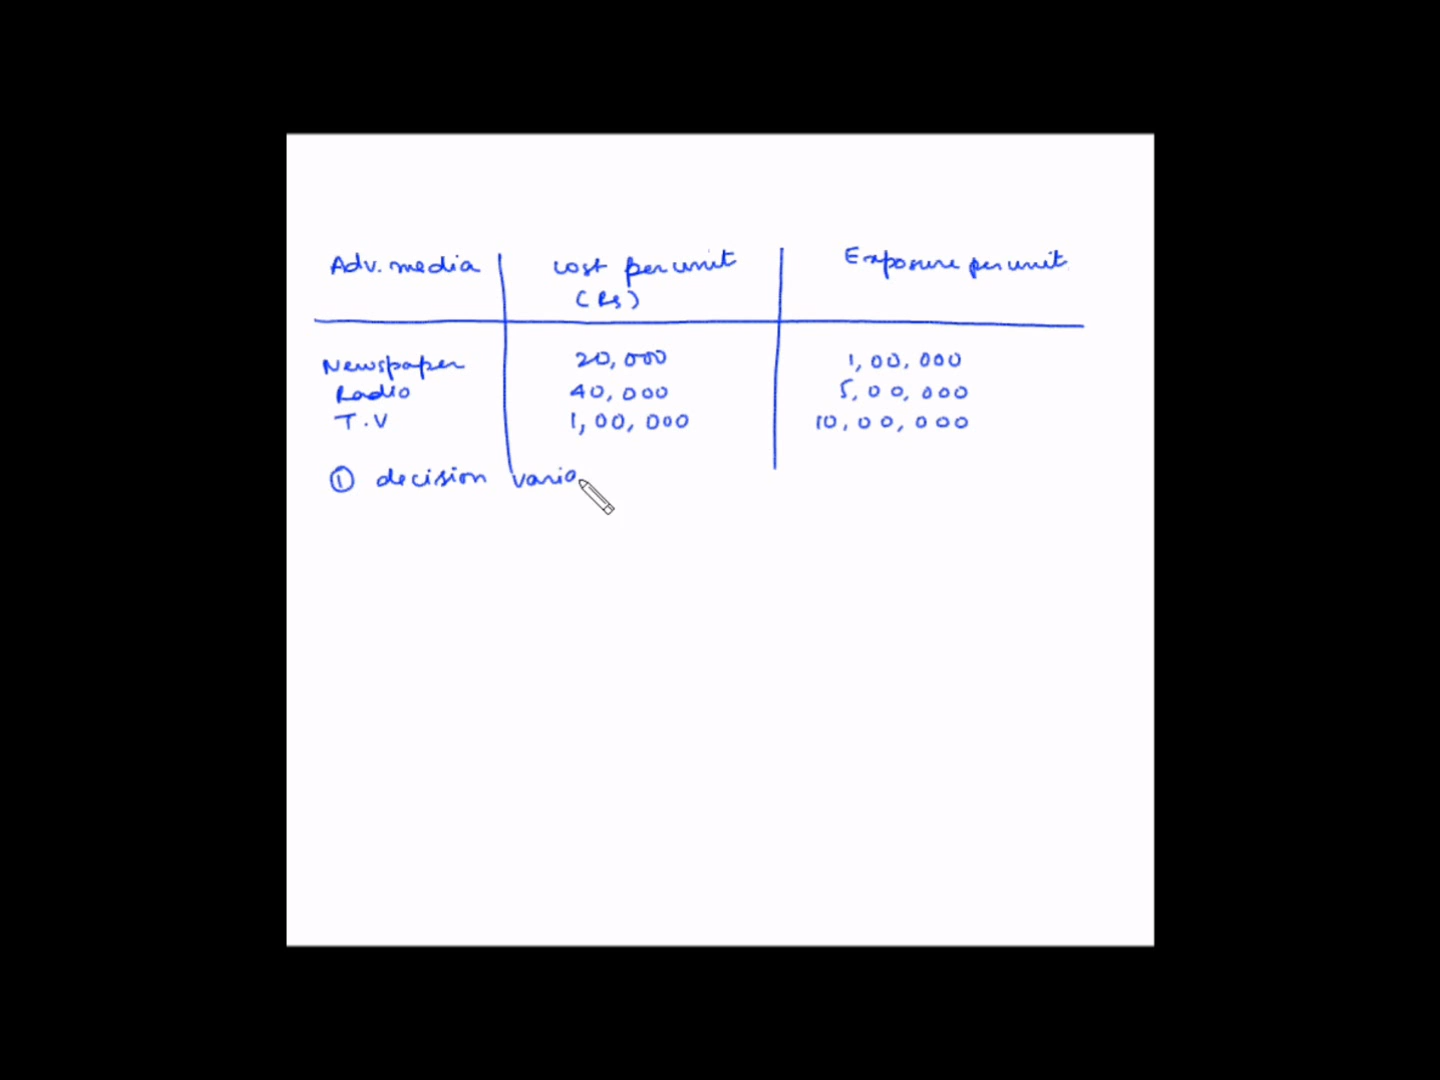 Adv. media cost per unit Exposure per unit
(Rs)
Newspaper 20,000 1,00,000
Radio 40,000 5,00,000
T.V 1,00,000 10,00,000
① decision varia